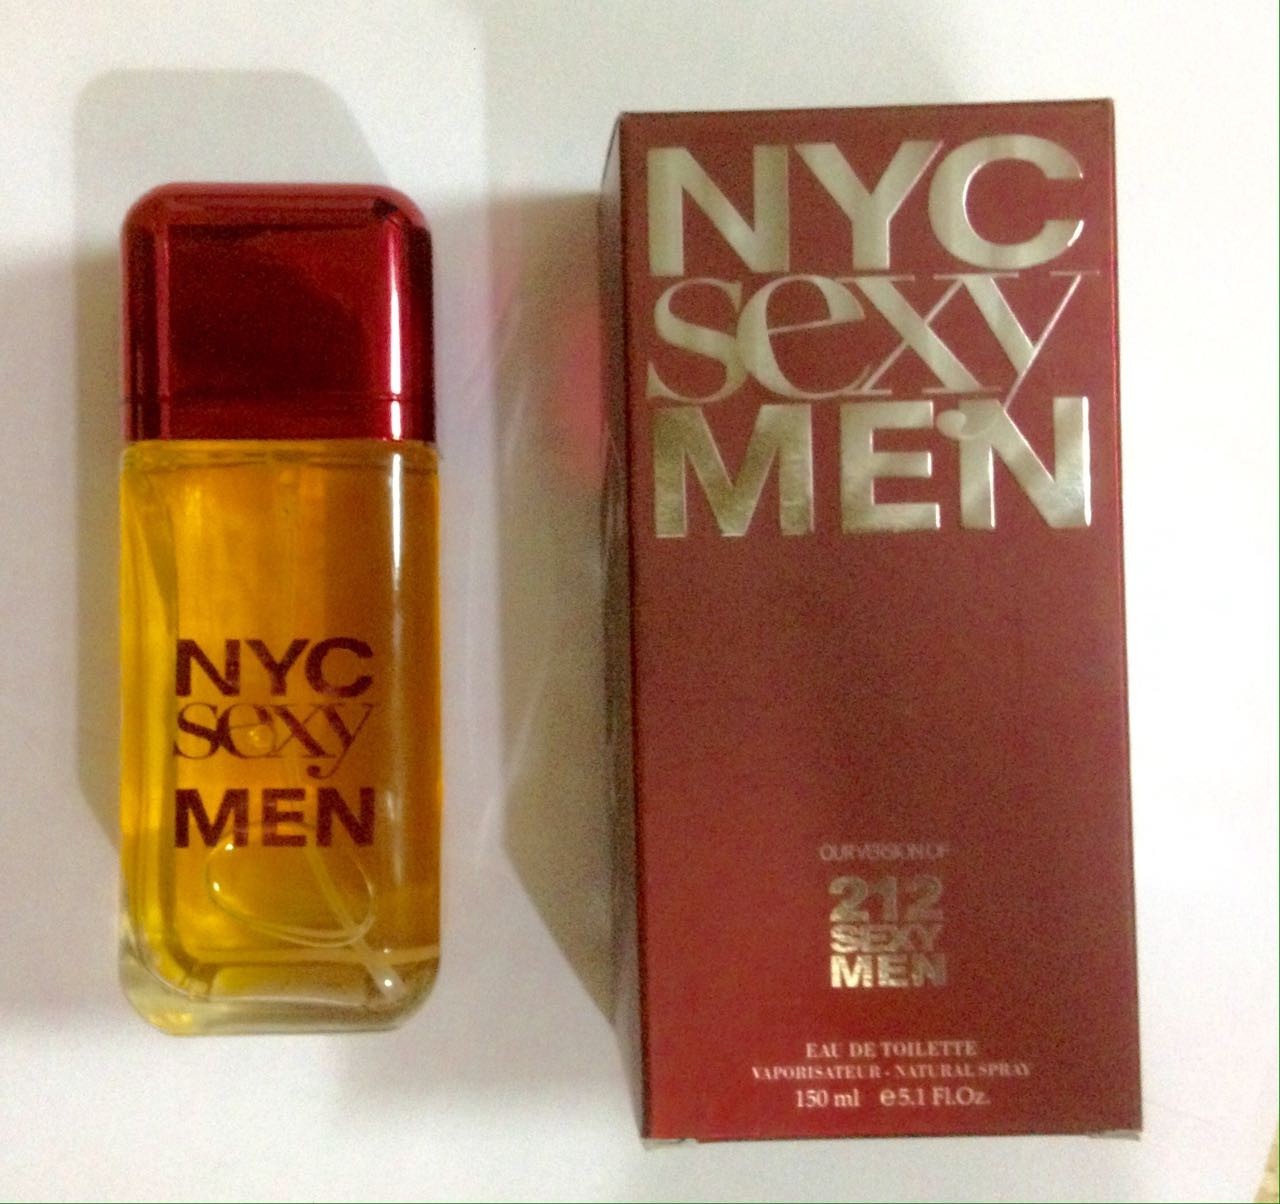 NYC
sexy
MEN
NYC
sexy
MEN
OUR VERSION OF
212
SEXY
MEN
EAU DE TOILETTE
VAPORISATEUR - NATURAL SPRAY
150 ml ℮5.1 Fl.Oz.